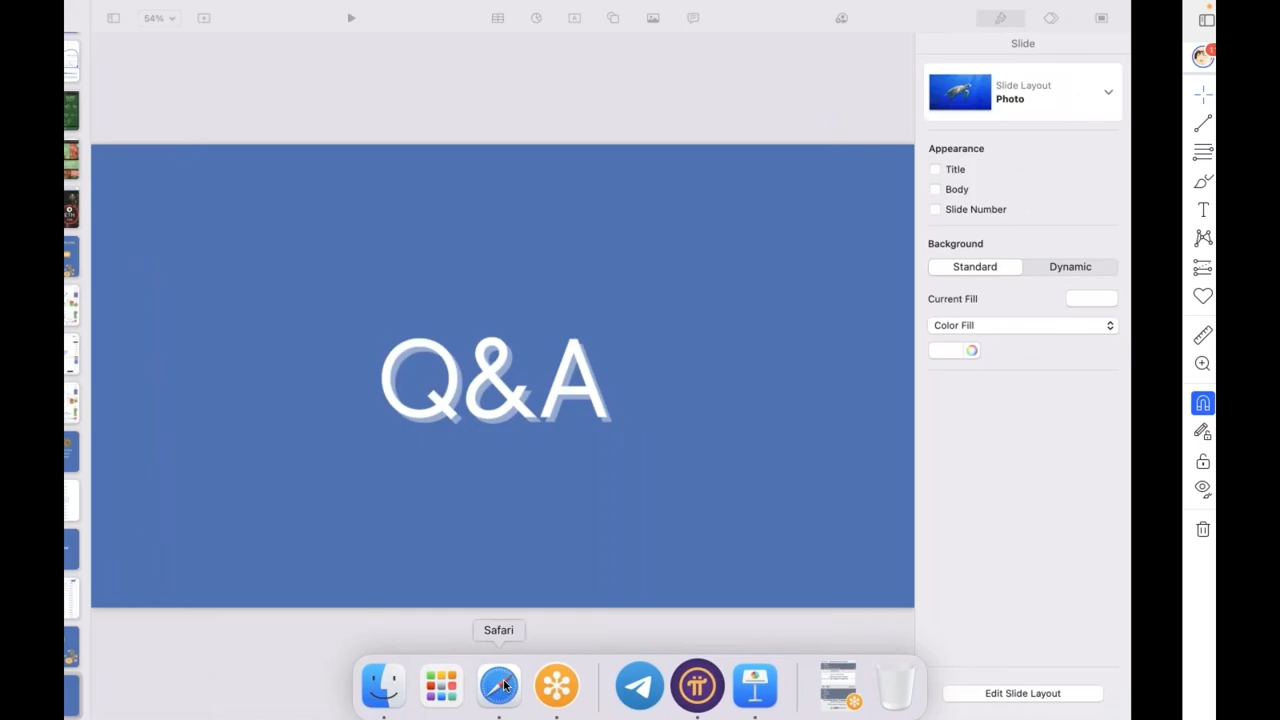 54%
Slide
Slide Layout
Photo
Appearance
Title
Body
Slide Number
Background
Standard
Dynamic
Current Fill
Color Fill
Q&A
Safari
Edit Slide Layout